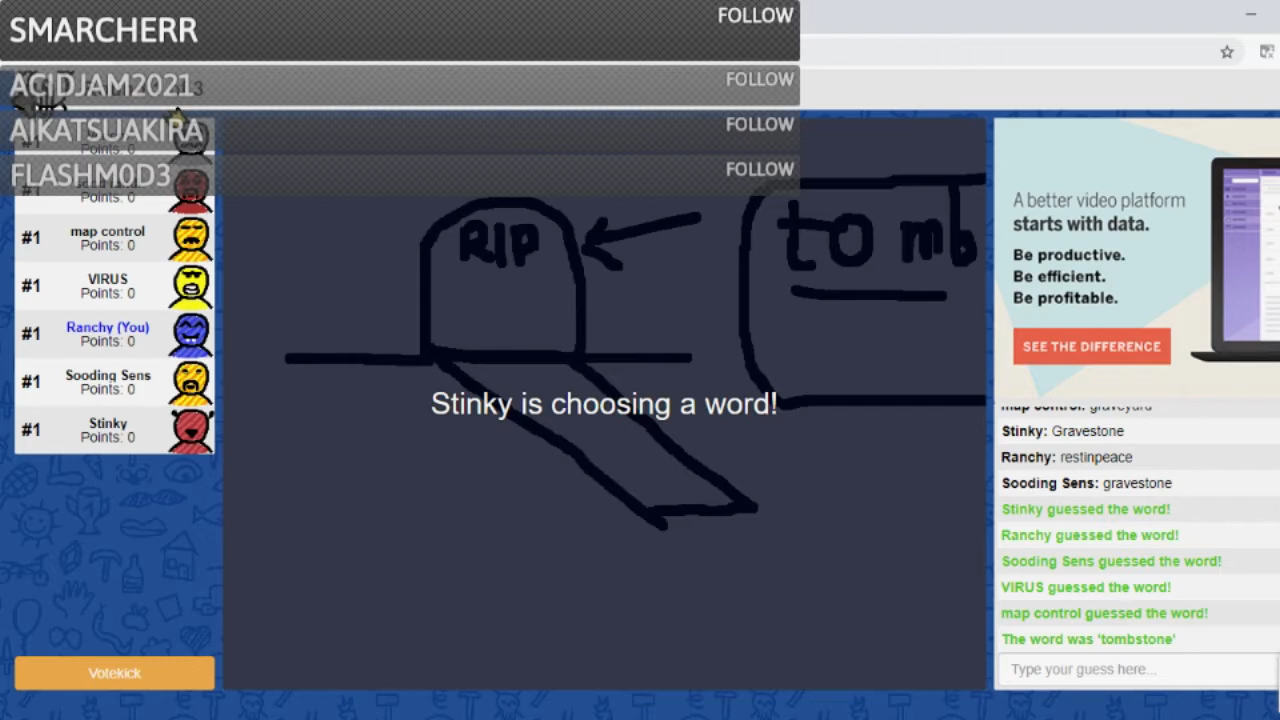 SMARCHERR FOLLOW
ACIDJAM2021 FOLLOW
AIKATSUAKIRA FOLLOW
Points: 0
FLASHM0D3 FOLLOW
Points: 0
#1 map control
Points: 0
#1 VIRUS
Points: 0
#1 Ranchy (You)
Points: 0
#1 Sooding Sens
Points: 0
#1 Stinky
Points: 0
Votekick
RIP
tomb
Stinky is choosing a word!
A better video platform
starts with data.
Be productive.
Be efficient.
Be profitable.
SEE THE DIFFERENCE
map control: graveyard
Stinky: Gravestone
Ranchy: restinpeace
Sooding Sens: gravestone
Stinky guessed the word!
Ranchy guessed the word!
Sooding Sens guessed the word!
VIRUS guessed the word!
map control guessed the word!
The word was 'tombstone'
Type your guess here...